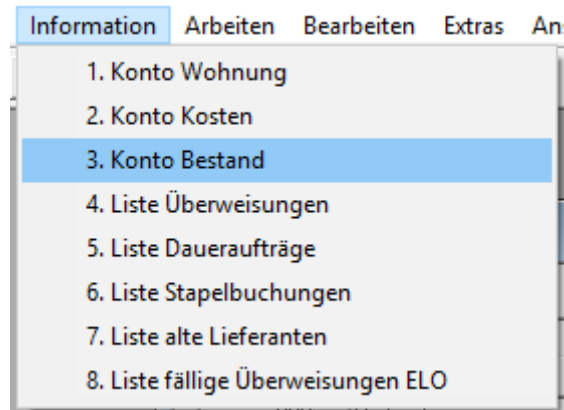 Information Arbeiten Bearbeiten Extras
1. Konto Wohnung
2. Konto Kosten
3. Konto Bestand
4. Liste Überweisungen
5. Liste Daueraufträge
6. Liste Stapelbuchungen
7. Liste alte Lieferanten
8. Liste fällige Überweisungen ELO